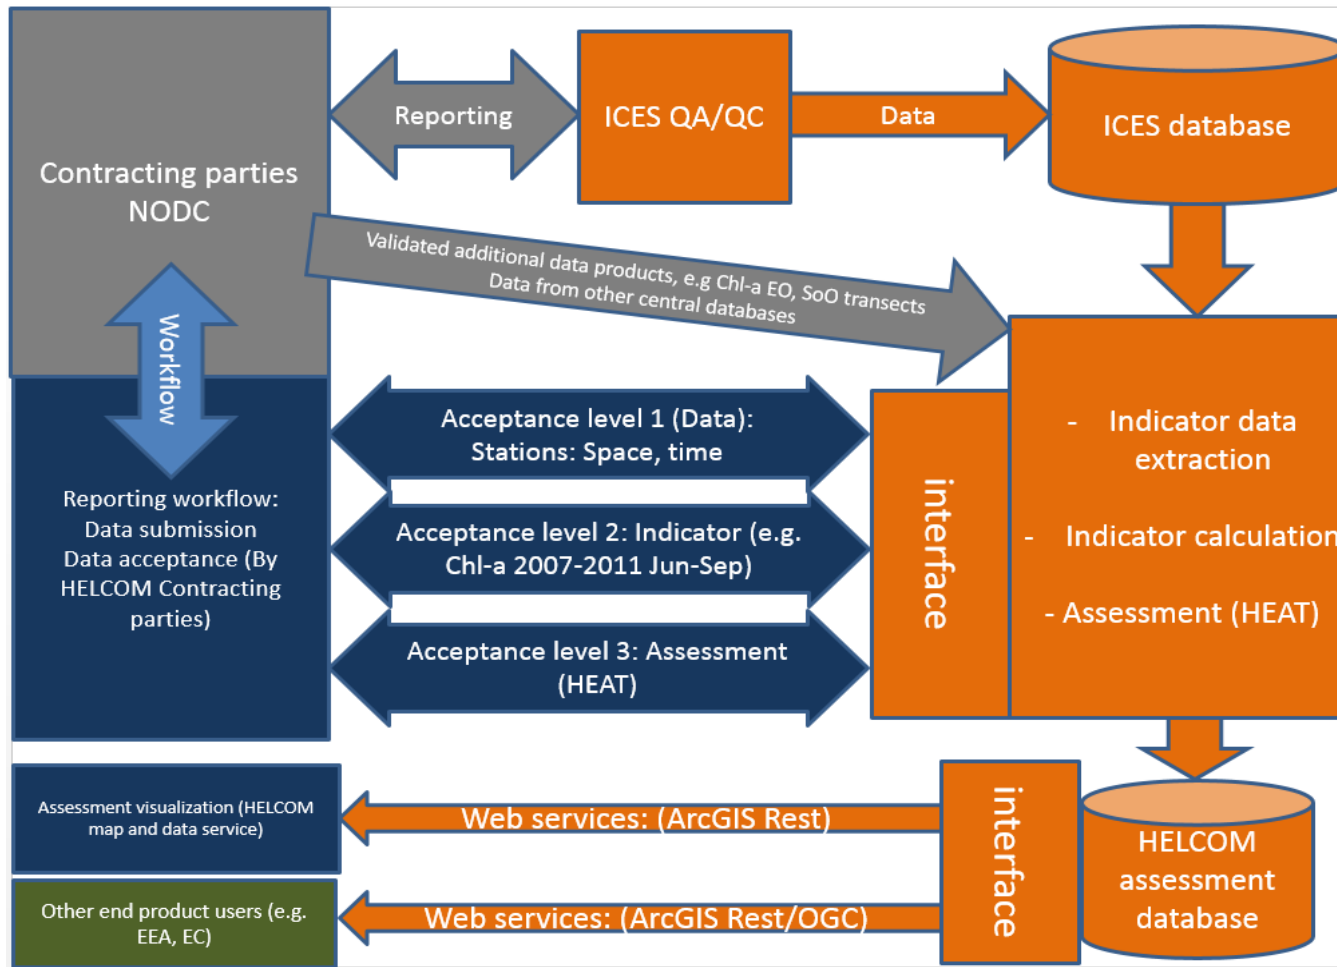 Contracting parties
NODC
Reporting
ICES QA/QC
Data
ICES database
Validated additional data products, e.g Chl-a EO, SoO transects
Data from other central databases
Workflow
Reporting workflow:
Data submission
Data acceptance (By
HELCOM Contracting
parties)
Acceptance level 1 (Data):
Stations: Space, time
Acceptance level 2: Indicator (e.g.
Chl-a 2007-2011 Jun-Sep)
Acceptance level 3: Assessment
(HEAT)
interface
- Indicator data
extraction
- Indicator calculation
- Assessment (HEAT)
Assessment visualization (HELCOM
map and data service)
Web services: (ArcGIS Rest)
interface
HELCOM
assessment
database
Other end product users (e.g.
EEA, EC)
Web services: (ArcGIS Rest/OGC)